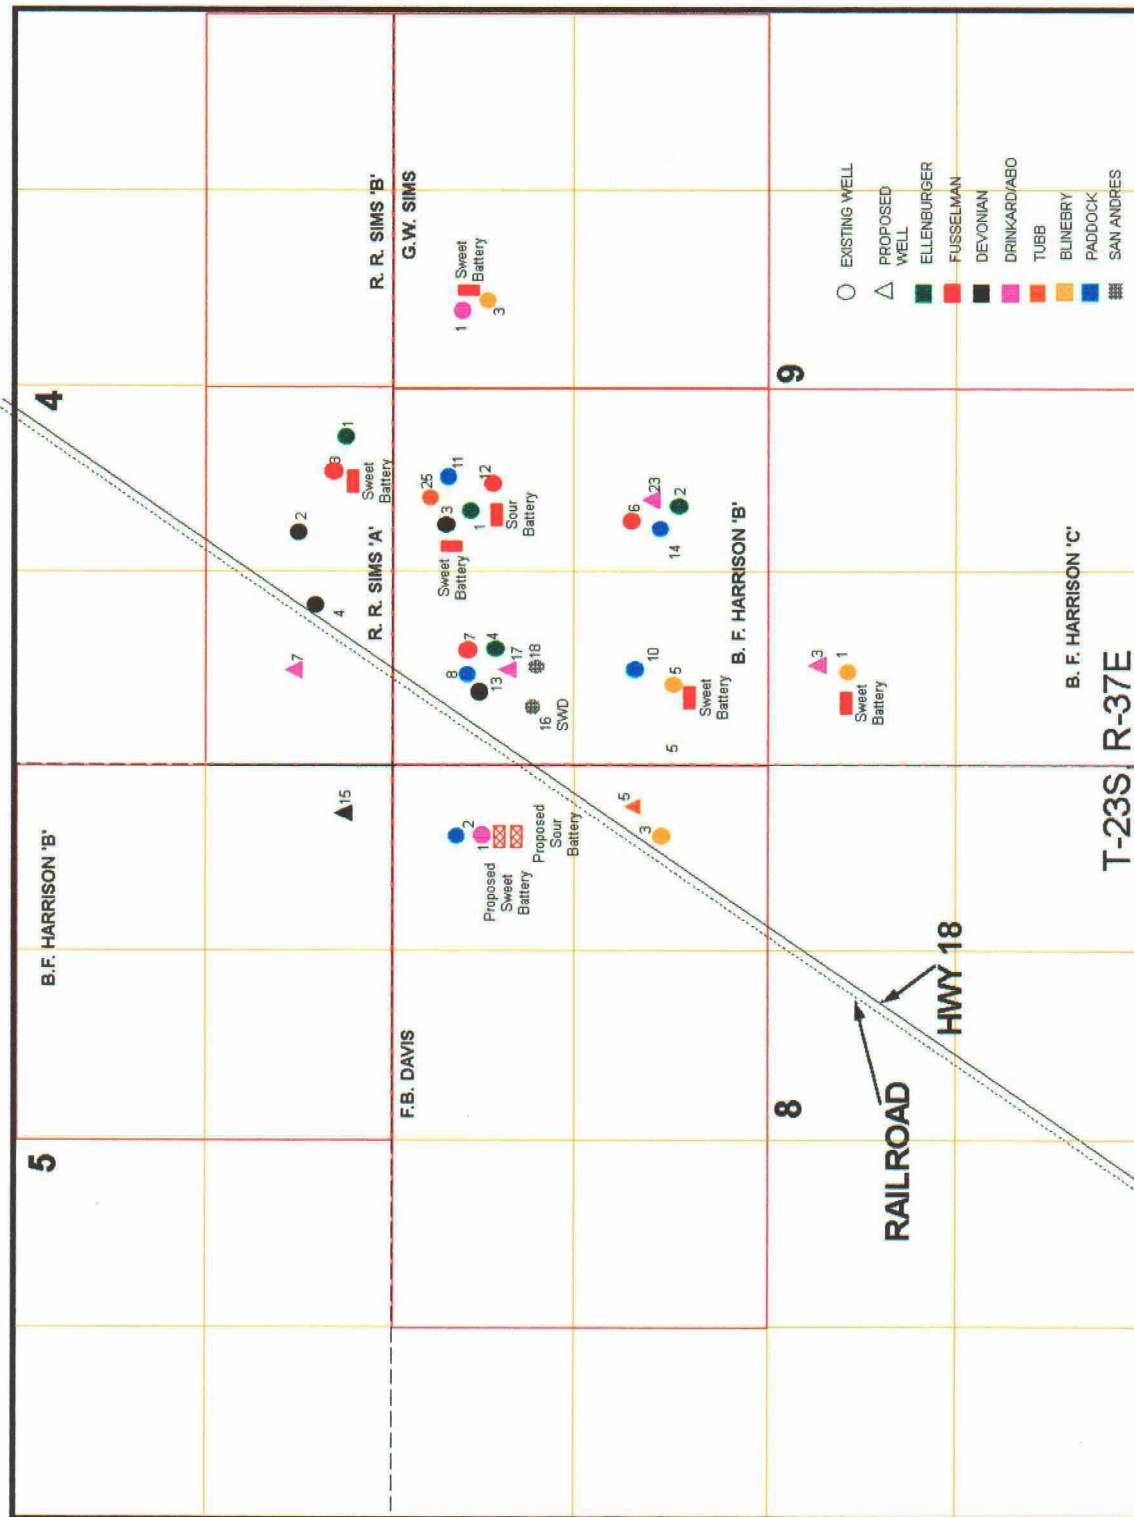 5
B.F. HARRISON 'B'
4
7
2
4
15
8
1
Sweet
Battery
R. R. SIMS 'A'
R. R. SIMS 'B'
F.B. DAVIS
G.W. SIMS
25
Sweet
Battery
3
11
2
8
7
1
1
Sweet
Battery
1
13
4
12
3
Proposed
Sweet
Battery
17
Sour
Battery
Proposed
Sour
Battery
16
SWD
18
5
10
6
23
3
5
5
14
2
Sweet
Battery
B. F. HARRISON 'B'
8
9
3
1
Sweet
Battery
RAILROAD
HWY 18
B. F. HARRISON 'C'
T-23S, R-37E
EXISTING WELL
PROPOSED
WELL
ELLENBURGER
FUSSELMAN
DEVONIAN
DRINKARD/ABO
TUBB
BLINEBRY
PADDOCK
SAN ANDRES